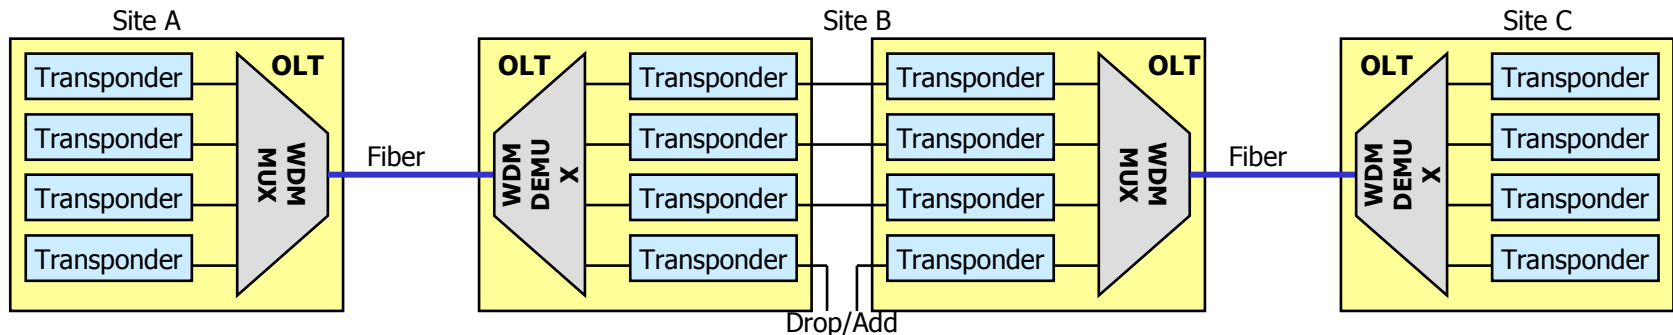 Site A
Site B
Site C
OLT
Transponder
Transponder
Transponder
Transponder
WDM
MUX
Fiber
OLT
WDM
DEMU
X
Transponder
Transponder
Transponder
Transponder
Drop/Add
OLT
Transponder
Transponder
Transponder
Transponder
WDM
MUX
Fiber
OLT
WDM
DEMU
X
Transponder
Transponder
Transponder
Transponder